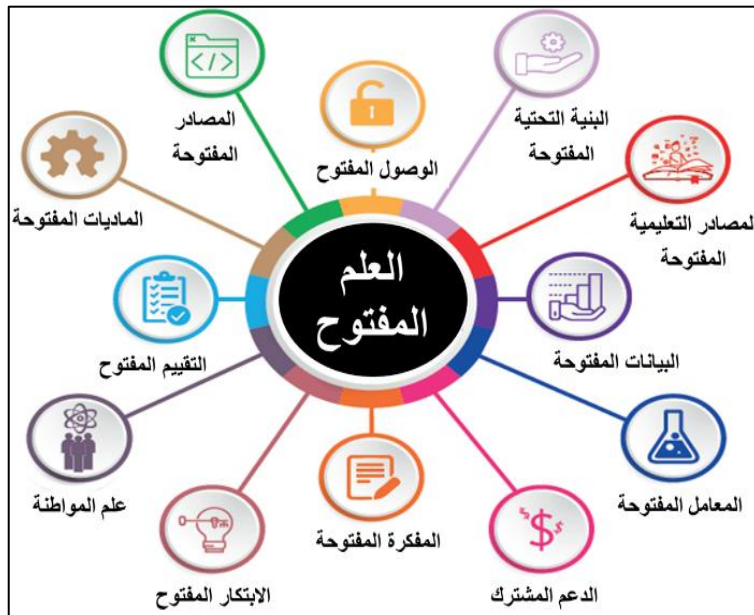 العلم
المفتوح
الوصول المفتوح
البنية التحتية
المفتوحة
المصادر التعليمية
المفتوحة
البيانات المفتوحة
المعامل المفتوحة
الدعم المشترك
المفكرة المفتوحة
الابتكار المفتوح
علم المواطنة
التقييم المفتوح
الماديات المفتوحة
المصادر
المفتوحة